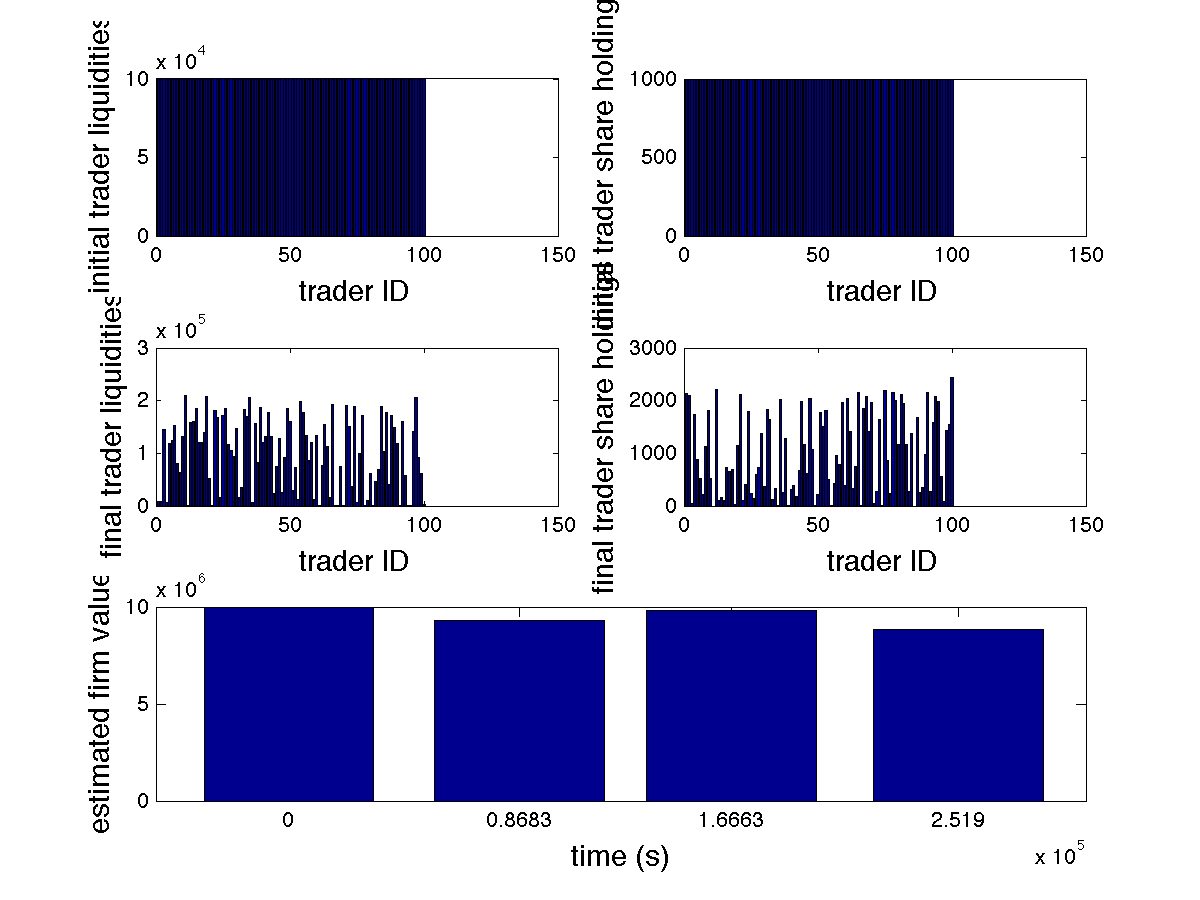 initial trader liquidities
x 10^4
10
5
0
0 50 100 150
trader ID
trader share holding
1000
500
0
0 50 100 150
trader ID
final trader liquidities
x 10^5
3
2
1
0
0 50 100 150
trader ID
final trader share holdings
3000
2000
1000
0
0 50 100 150
trader ID
estimated firm value
x 10^6
10
5
0
0 0.8683 1.6663 2.519
time (s)
x 10^5